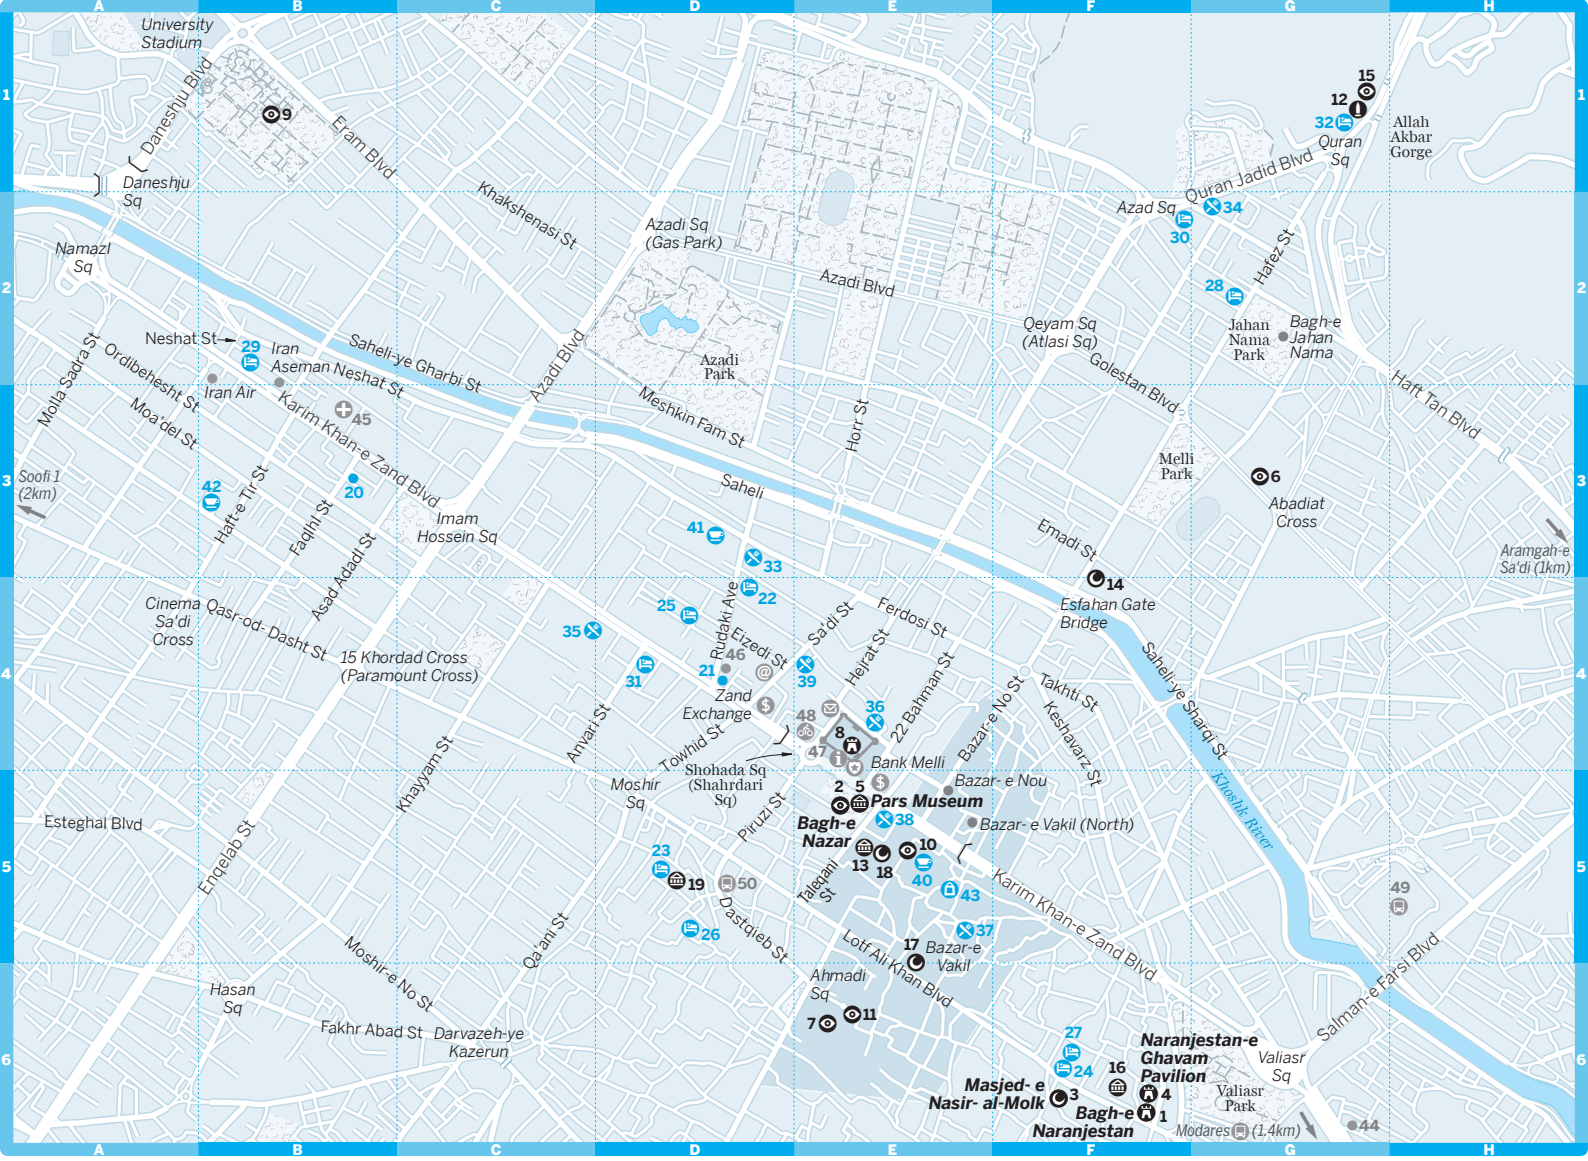 A B C D E F G H
1
University
Stadium
Daneshju Blvd
9
Eram Blvd
15
12
32
Quran
Sq
Allah
Akbar
Gorge
1
Daneshju
Sq
Khakshenasi St
Quran Jadid Blvd
Azad Sq
34
30
Namazl
Sq
Azadi Sq
(Gas Park)
Azadi Blvd
Hafez St
2
28
2
Neshat St
29
Iran
Aseman
Neshat St
Iran Air
Saheli-ye Gharbi St
Azadi Blvd
Azadi
Park
Qeyam Sq
(Atlasi Sq)
Golestan Blvd
Jahan
Nama
Park
Bagh-e
Jahan
Nama
Haft Tan Blvd
Molla-Sadra St
Ordibehesht St
Moa'del St
Karim Khan-e Zand Blvd
45
Meshkin Fam St
Horr St
Melli
Park
3
Soofi 1
(2km)
42
Haft-e-Tir St
Faqlhl St
20
Asad Adadl St
Imam
Hossein Sq
Saheli
41
33
6
Abadiat
Cross
3
Emadi St
Aramgah-e
Sa'di (1km)
14
Esfahan Gate
Bridge
22
25
Rudaki Ave
Cinema
Sa'di
Cross
Qasr-od- Dasht St
35
Eizedi St
Sa'di St
Ferdosi St
Hejrat St
22 Bahman St
Saheli-ye Sharqi St
4
15 Khordad Cross
(Paramount Cross)
31
46
21
@
39
Takhti St
Keshavarz St
4
Zand
Exchange
$
48
36
Bazar-e No St
Anvari St
Towhid St
8
47
Bank Melli
$
Khayyam St
Moshir
Sq
Shohada Sq
(Shahrdari
Sq)
Bazar- e Nou
2 5
Pars Museum
Piruzi St
Bagh-e
Nazar
38
Bazar- e Vakil (North)
Khoshk River
Esteghal Blvd
Enqelab St
5
23
19
50
13
18
10
40
43
Taleqani
St
Karim Khan-e Zand Blvd
49
5
26
Dastqieb St
37
Lotf Ali Khan Blvd
17
Bazar-e
Vakil
Qa'ani St
Moshir-e No St
Salman-e Farsi Blvd
Hasan
Sq
Ahmadi
Sq
Fakhr Abad St
Darvazeh-ye
Kazerun
7
11
6
27
24
16
Naranjestan-e
Ghavam
Pavilion
Valiasr
Sq
6
Masjed- e
Nasir- al-Molk
3
4
Valiasr
Park
Bagh-e
Naranjestan
1
Modares (1.4km)
44
A B C D E F G H